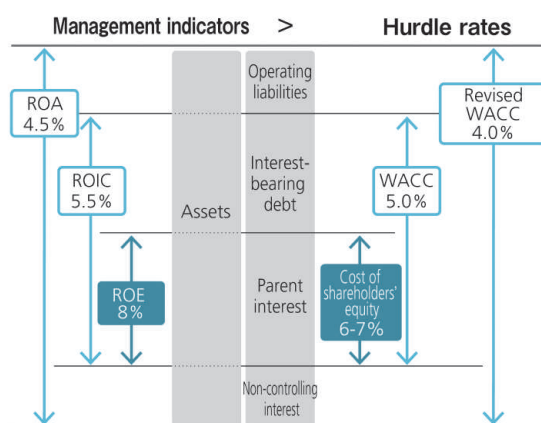 Management indicators > Hurdle rates
Operating
liabilities
ROA
4.5%
Revised
WACC
4.0%
ROIC
5.5%
Interest-
bearing
debt
WACC
5.0%
Assets
ROE
8%
Parent
interest
Cost of
shareholders'
equity
6-7%
Non-controlling
interest